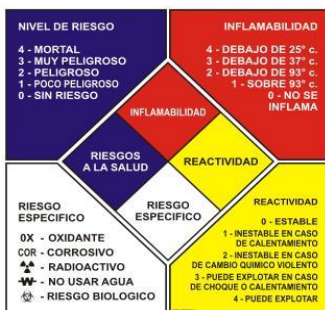 NIVEL DE RIESGO
4 - MORTAL
3 - MUY PELIGROSO
2 - PELIGROSO
1 - POCO PELIGROSO
0 - SIN RIESGO
INFLAMABILIDAD
4 - DEBAJO DE 25° c.
3 - DEBAJO DE 37° c.
2 - DEBAJO DE 93° c.
1 - SOBRE 93° c.
0 - NO SE
INFLAMA
INFLAMABILIDAD
RIESGOS
A LA SALUD
REACTIVIDAD
RIESGO
ESPECIFICO
RIESGO
ESPECIFICO
OX - OXIDANTE
COR - CORROSIVO
- RADIOACTIVO
W - NO USAR AGUA
- RIESGO BIOLOGICO
REACTIVIDAD
0 - ESTABLE
1 - INESTABLE EN CASO
DE CALENTAMIENTO
2 - INESTABLE EN CASO
DE CAMBIO QUIMICO VIOLENTO
3 - PUEDE EXPLOTAR EN CASO
DE CHOQUE O CALENTAMIENTO
4 - PUEDE EXPLOTAR